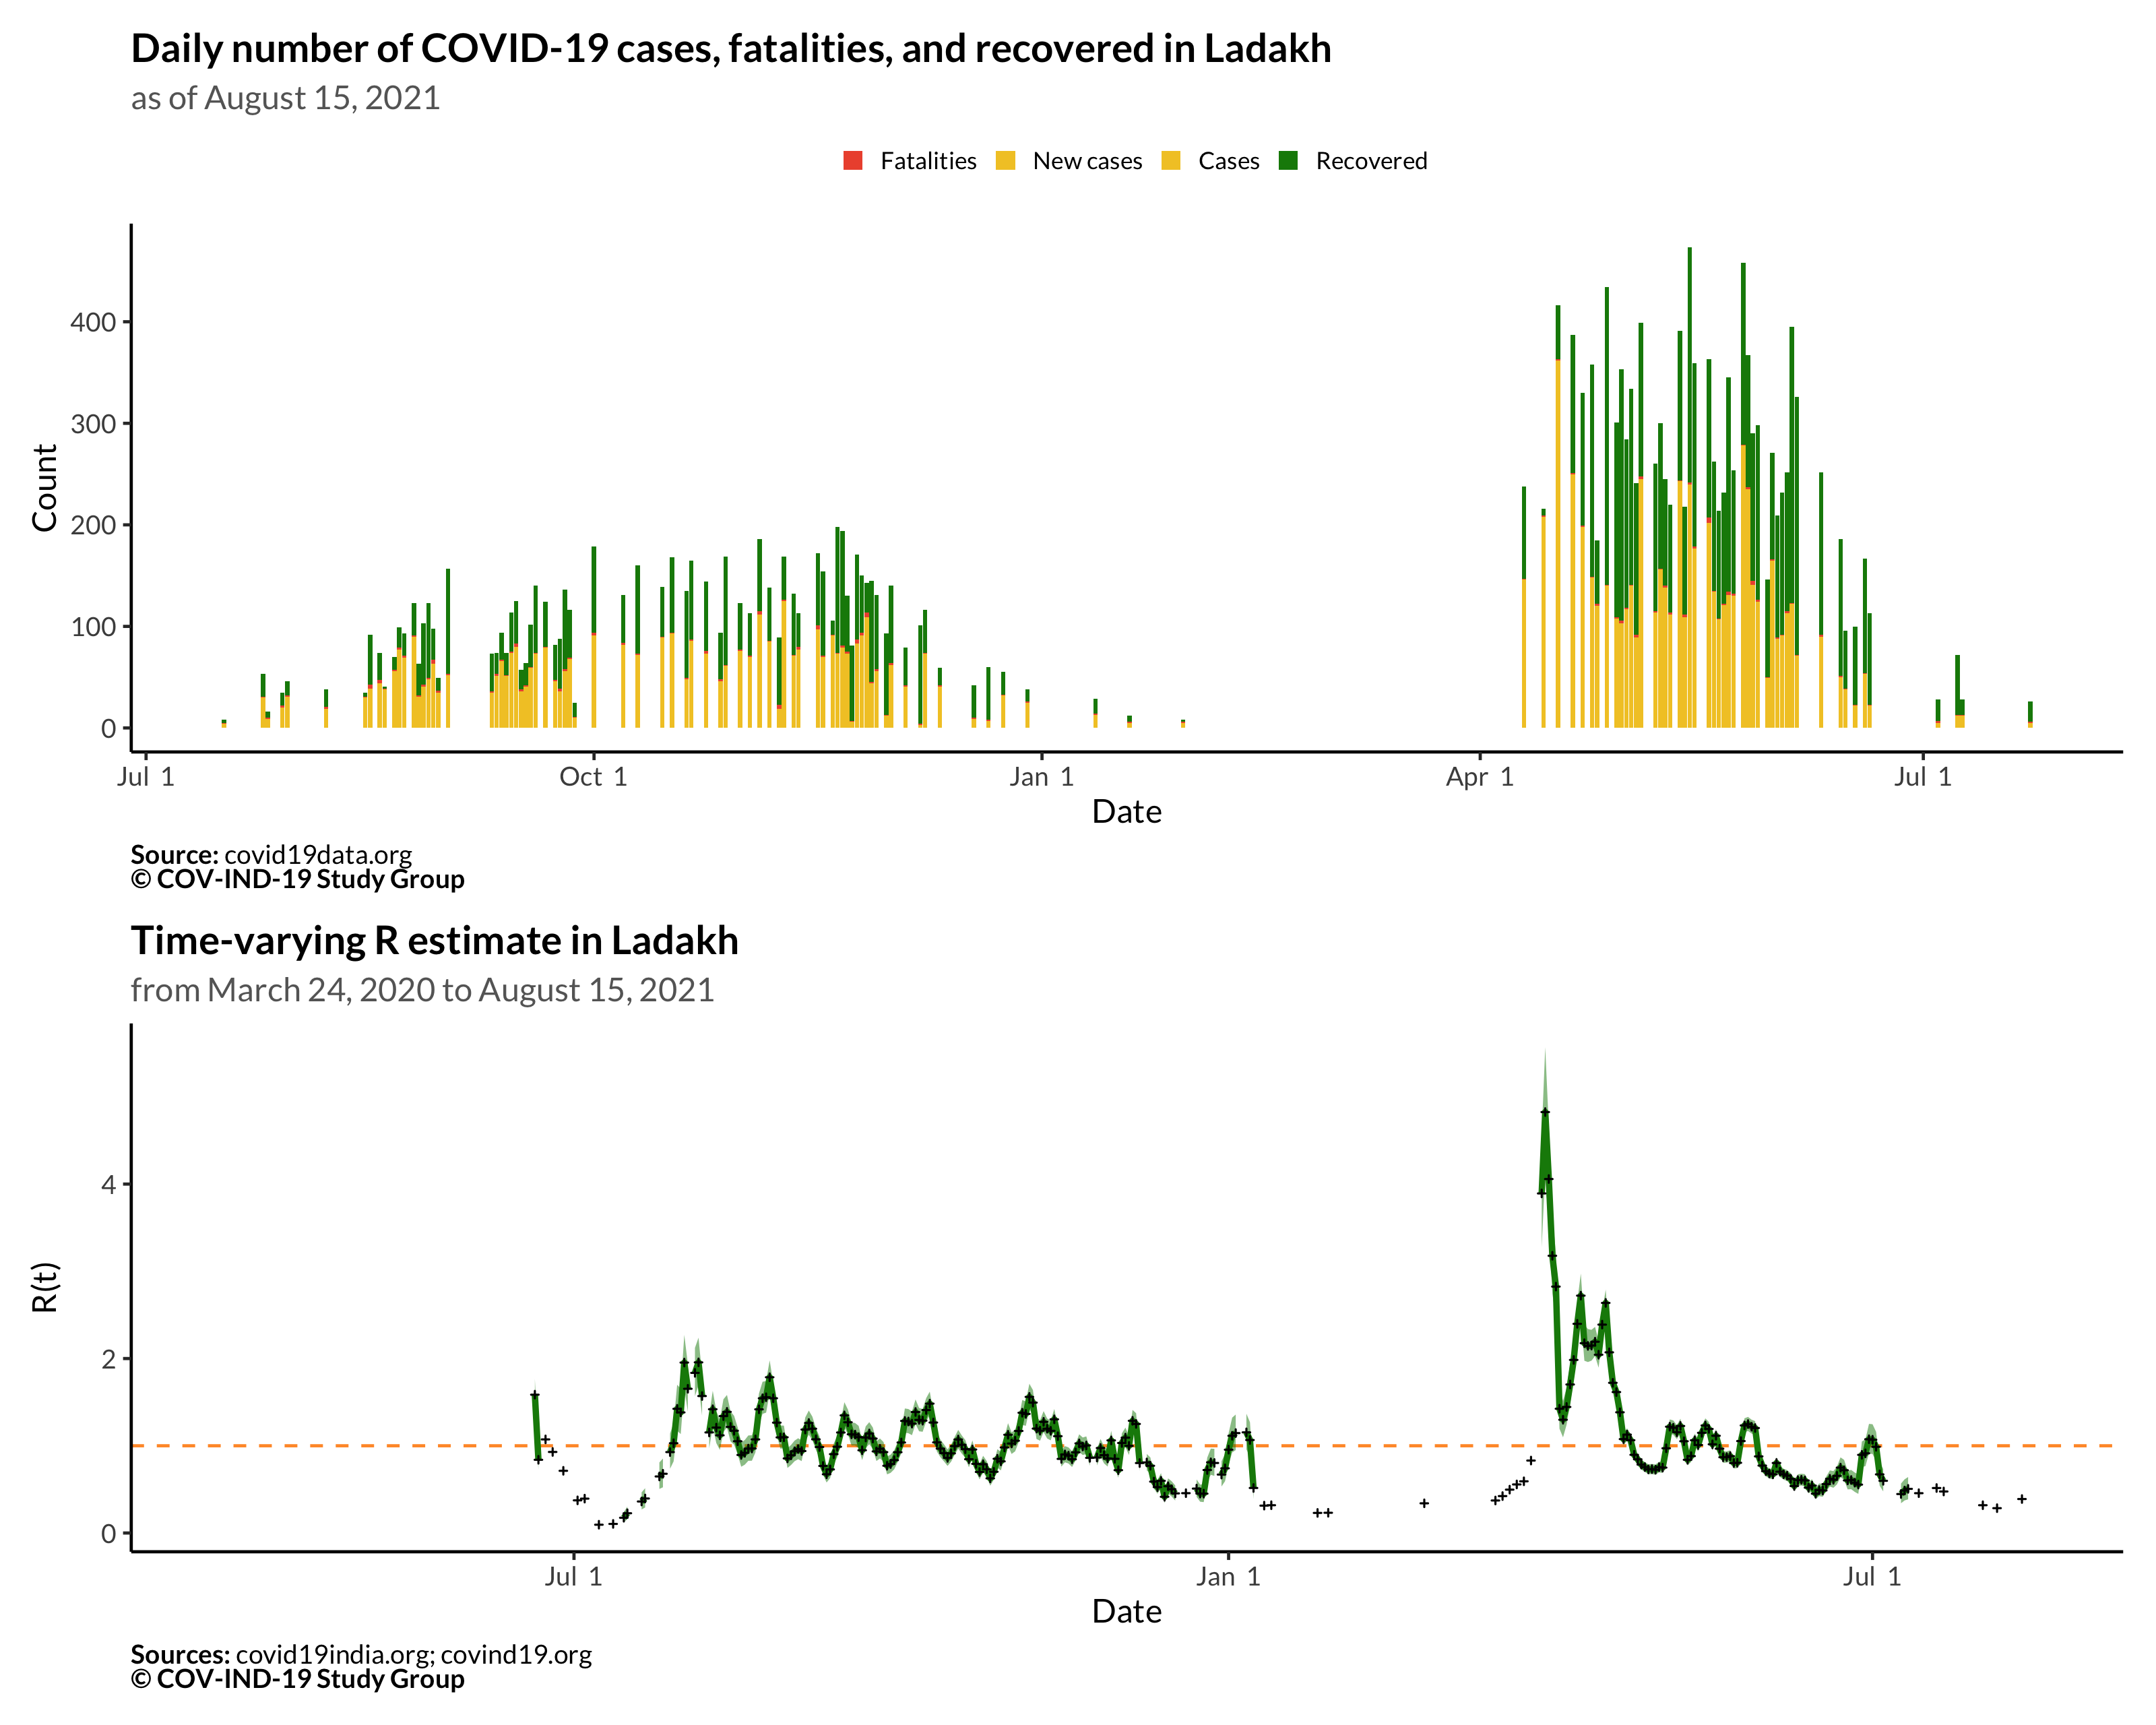 Daily number of COVID-19 cases, fatalities, and recovered in Ladakh
as of August 15, 2021
Fatalities New cases Cases Recovered
Count
400
300
200
100
0
Jul 1 Oct 1 Jan 1 Apr 1 Jul 1
Date
Source: covid19data.org
© COV-IND-19 Study Group
Time-varying R estimate in Ladakh
from March 24, 2020 to August 15, 2021
R(t)
4
2
0
Jul 1 Jan 1 Jul 1
Date
Sources: covid19india.org; covind19.org
© COV-IND-19 Study Group